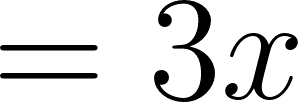 = 3x